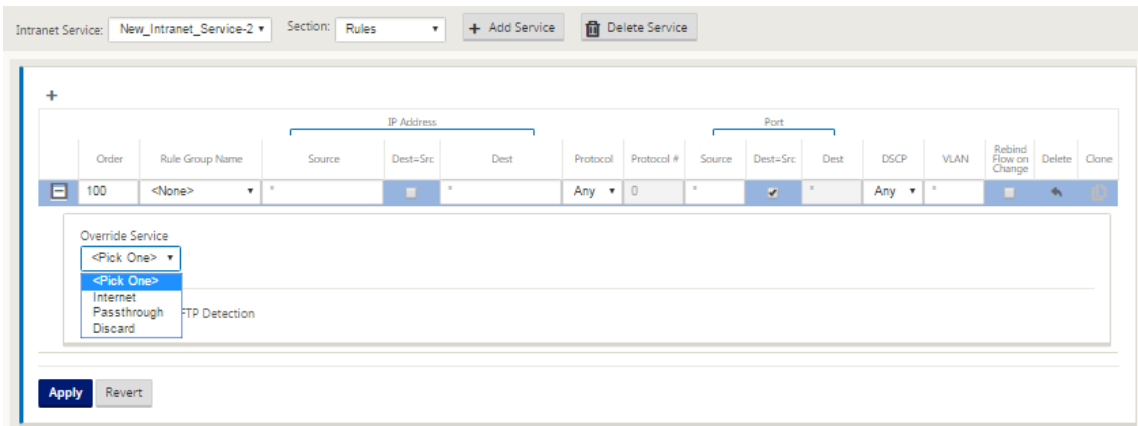 Intranet Service: New_Intranet_Service-2 Section: Rules + Add Service Delete Service
+
IP Address Port
Order Rule Group Name Source Dest=Src Dest Protocol Protocol # Source Dest=Src Dest DSCP VLAN Rebind Flow on Change Delete Clone
100 <None> * * Any 0 * * Any *
Override Service
<Pick One>
<Pick One>
Internet
Passthrough FTP Detection
Discard
Apply Revert